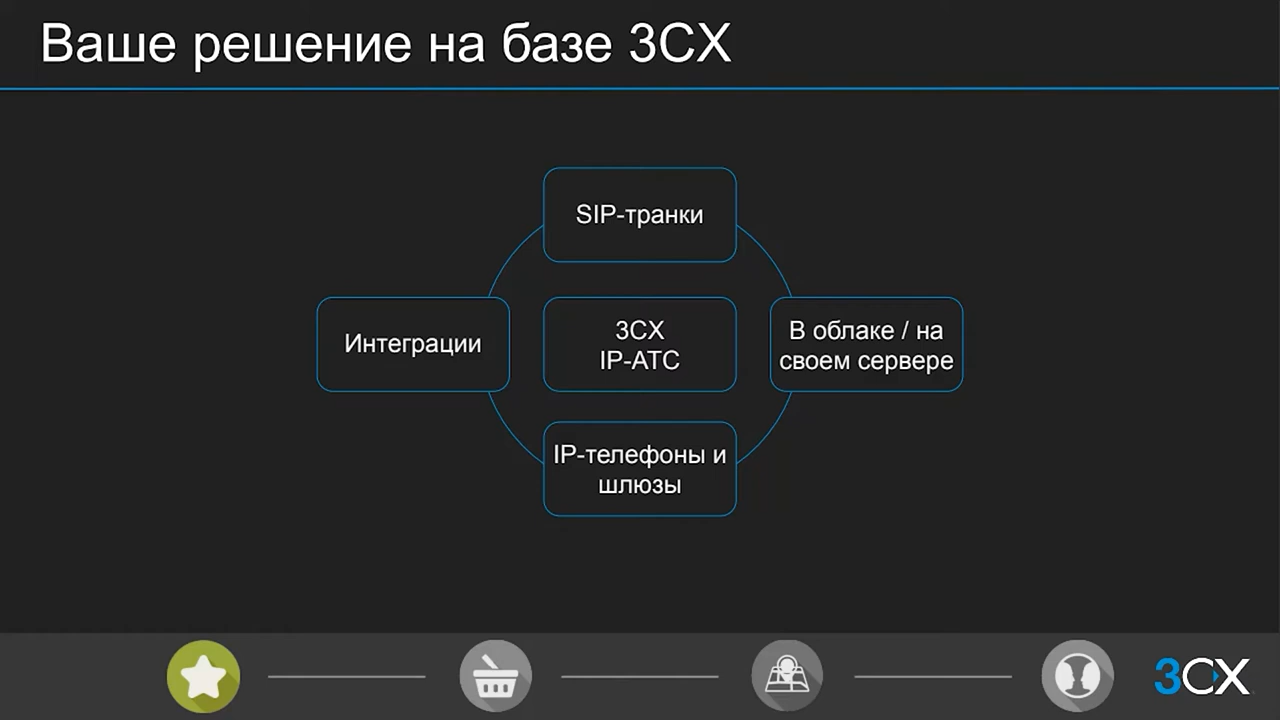 Ваше решение на базе 3CX
SIP-транки
Интеграции
3CX
IP-АТС
В облаке / на
своем сервере
IP-телефоны и
шлюзы
3CX